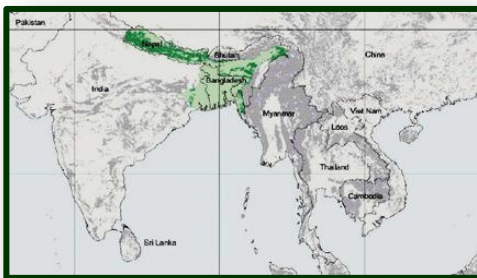 Pakistan
Nepal
Bhutan
China
Bangladesh
India
Myanmar
Viet Nam
Laos
Thailand
Cambodia
Sri Lanka